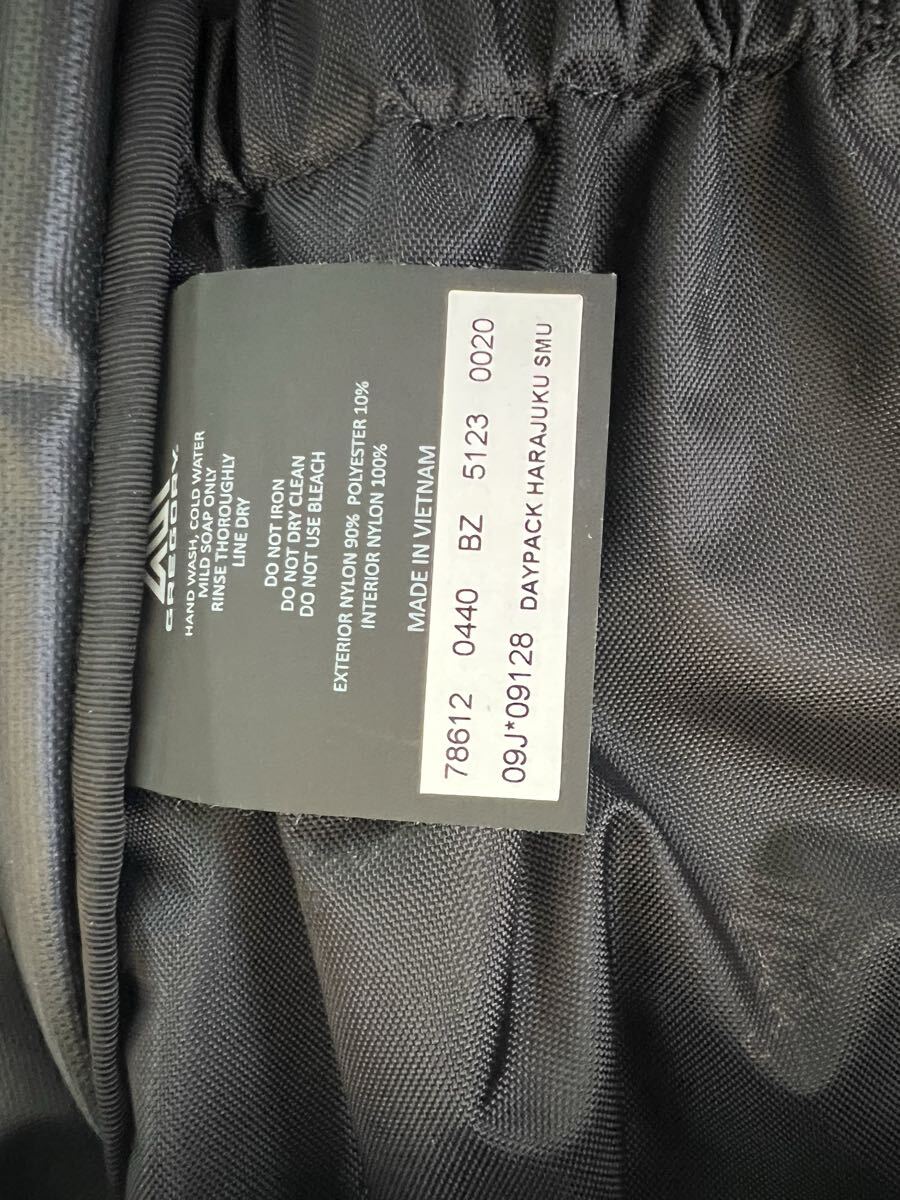 GREGORY
HAND WASH, COLD WATER
MILD SOAP ONLY
RINSE THOROUGHLY
LINE DRY
DO NOT IRON
DO NOT DRY CLEAN
DO NOT USE BLEACH
EXTERIOR NYLON 90% POLYESTER 10%
INTERIOR NYLON 100%
MADE IN VIETNAM
78612 0440 BZ 5123 0020
09J*09128 DAYPACK HARAJUKU SMU